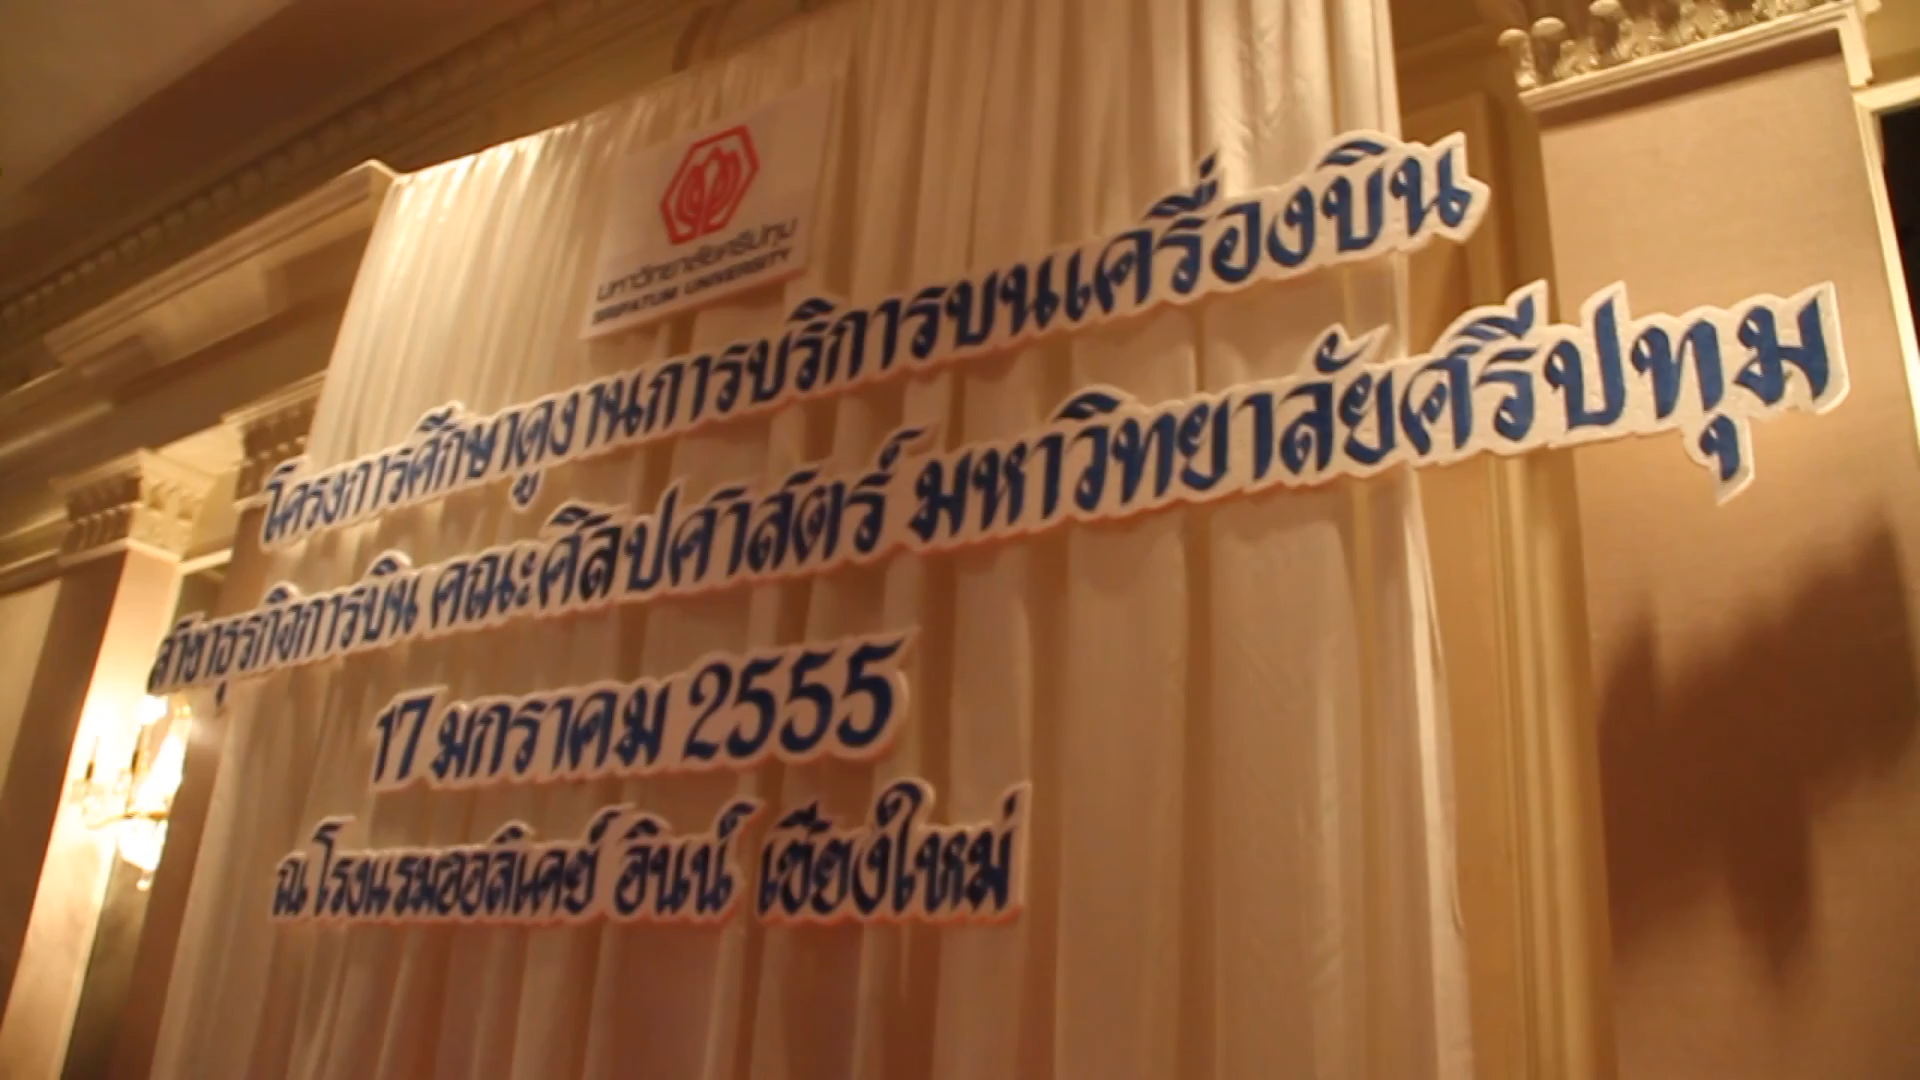 มหาวิทยาลัยศรีปทุม
SRIPATUM UNIVERSITY
โครงการศึกษาดูงานการบริการบนเครื่องบิน
สาขาธุรกิจการบิน คณะศิลปศาสตร์ มหาวิทยาลัยศรีปทุม
17 มกราคม 2555
ณ โรงแรมฮอลิเดย์ อินน์ เชียงใหม่